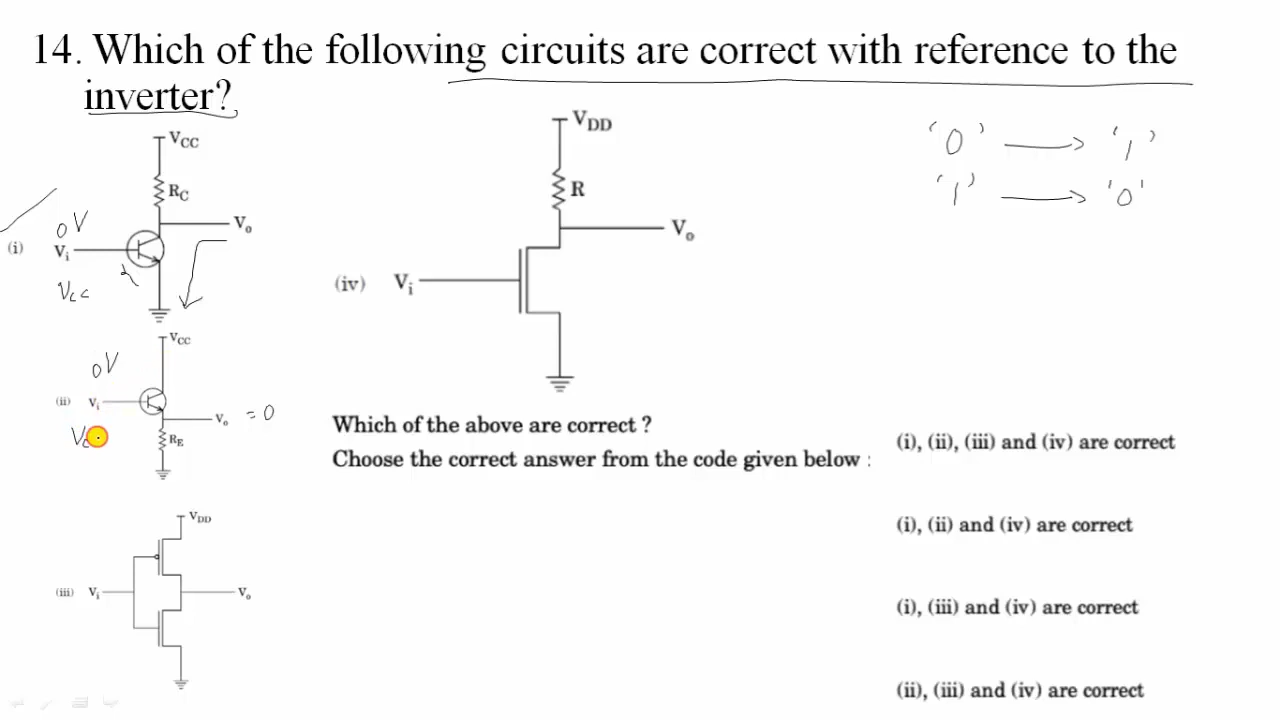 14. Which of the following circuits are correct with reference to the
inverter?
VCC
RC
Vo
0V
(i) Vi
Vcc
VDD
R
Vo
(iv) Vi
'0' → '1'
'1' → '0'
VCC
0V
(ii) Vi
Vo = 0
RE
VDD
(iii) Vi
Vo
Which of the above are correct ?
Choose the correct answer from the code given below :
(i), (ii), (iii) and (iv) are correct
(i), (ii) and (iv) are correct
(i), (iii) and (iv) are correct
(ii), (iii) and (iv) are correct